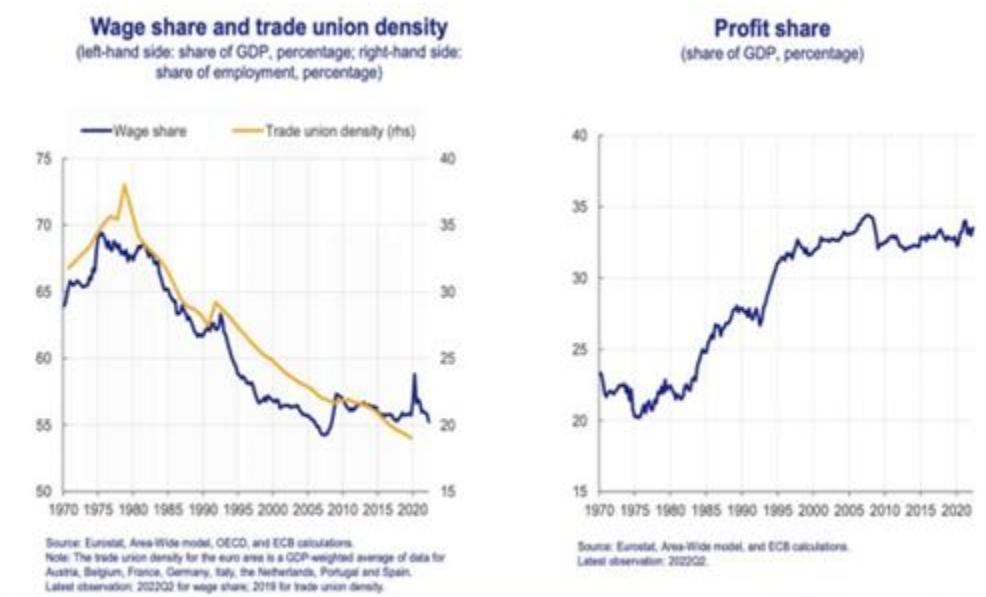 Wage share and trade union density
(left-hand side: share of GDP, percentage; right-hand side:
share of employment, percentage)
Wage share
Trade union density (rhs)
75
70
65
60
55
50
40
35
30
25
20
15
1970 1975 1980 1985 1990 1995 2000 2005 2010 2015 2020
Source: Eurostat, Area-Wide model, OECD, and ECB calculations.
Note: The trade union density for the euro area is a GDP-weighted average of data for
Austria, Belgium, France, Germany, Italy, the Netherlands, Portugal and Spain.
Latest observation: 2022Q2 for wage share; 2019 for trade union density.
Profit share
(share of GDP, percentage)
40
35
30
25
20
15
1970 1975 1980 1985 1990 1995 2000 2005 2010 2015 2020
Source: Eurostat, Area-Wide model, and ECB calculations.
Latest observation: 2022Q2.